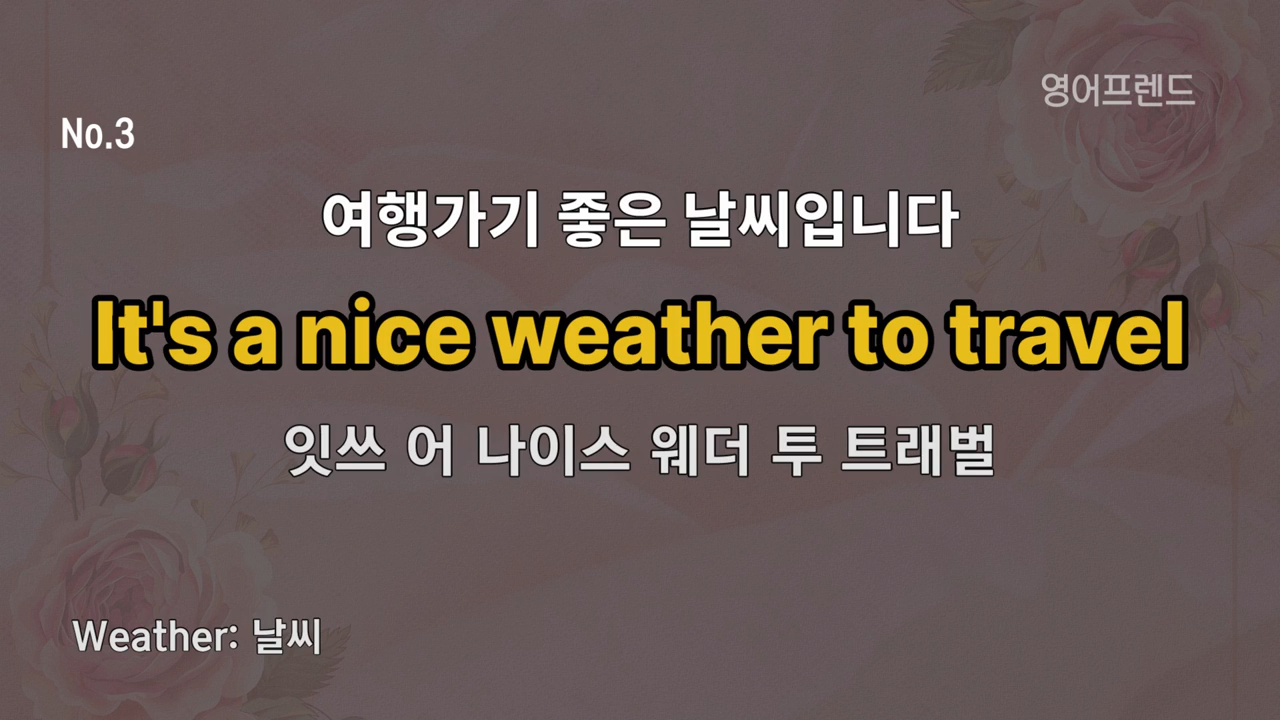 영어프렌드
No.3
여행가기 좋은 날씨입니다
It's a nice weather to travel
잇쓰 어 나이스 웨더 투 트래벌
Weather: 날씨